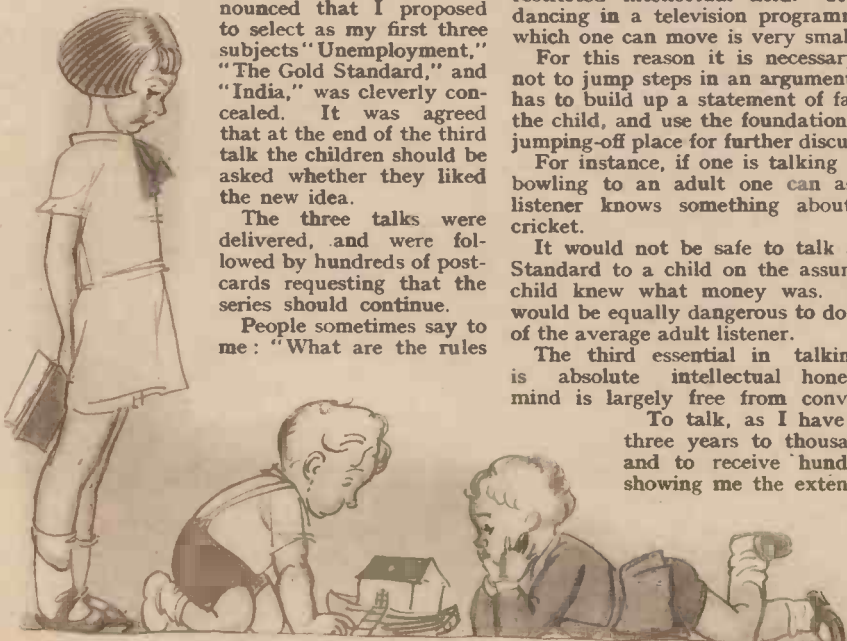 nounced that I proposed
to select as my first three
subjects "Unemployment,"
"The Gold Standard," and
"India," was cleverly con-
cealed. It was agreed
that at the end of the third
talk the children should be
asked whether they liked
the new idea.
The three talks were
delivered, and were fol-
lowed by hundreds of post-
cards requesting that the
series should continue.
People sometimes say to
me: "What are the rules
dancing in a television programm
which one can move is very smal
For this reason it is necessar
not to jump steps in an argument
has to build up a statement of fa
the child, and use the foundation
jumping-off place for further discu
For instance, if one is talking
bowling to an adult one can a
listener knows something about
cricket.
It would not be safe to talk
Standard to a child on the assur
child knew what money was.
would be equally dangerous to do
of the average adult listener.
The third essential in talkin
is absolute intellectual hone
mind is largely free from conv
To talk, as I have
three years to thousa
and to receive hund
showing me the exten